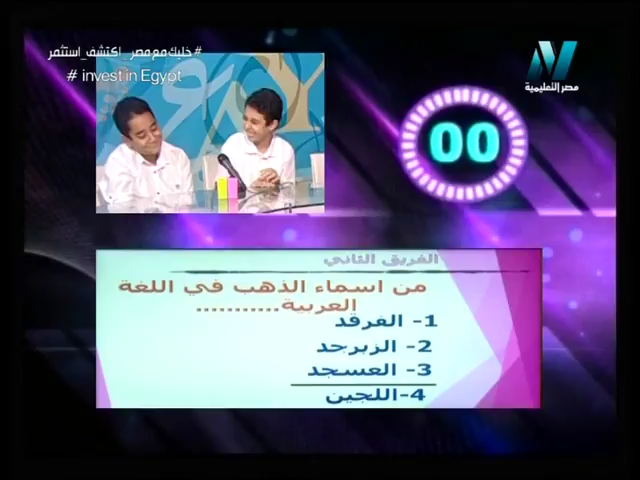 #خليك_مع_مصر_اكتشف_استثمر
# invest in Egypt
مصر التعليمية
00
الفريق الثاني
من اسماء الذهب في اللغة
العربية...........
1- الفرقد
2- الزبرجد
3- العسجد
4-اللجين